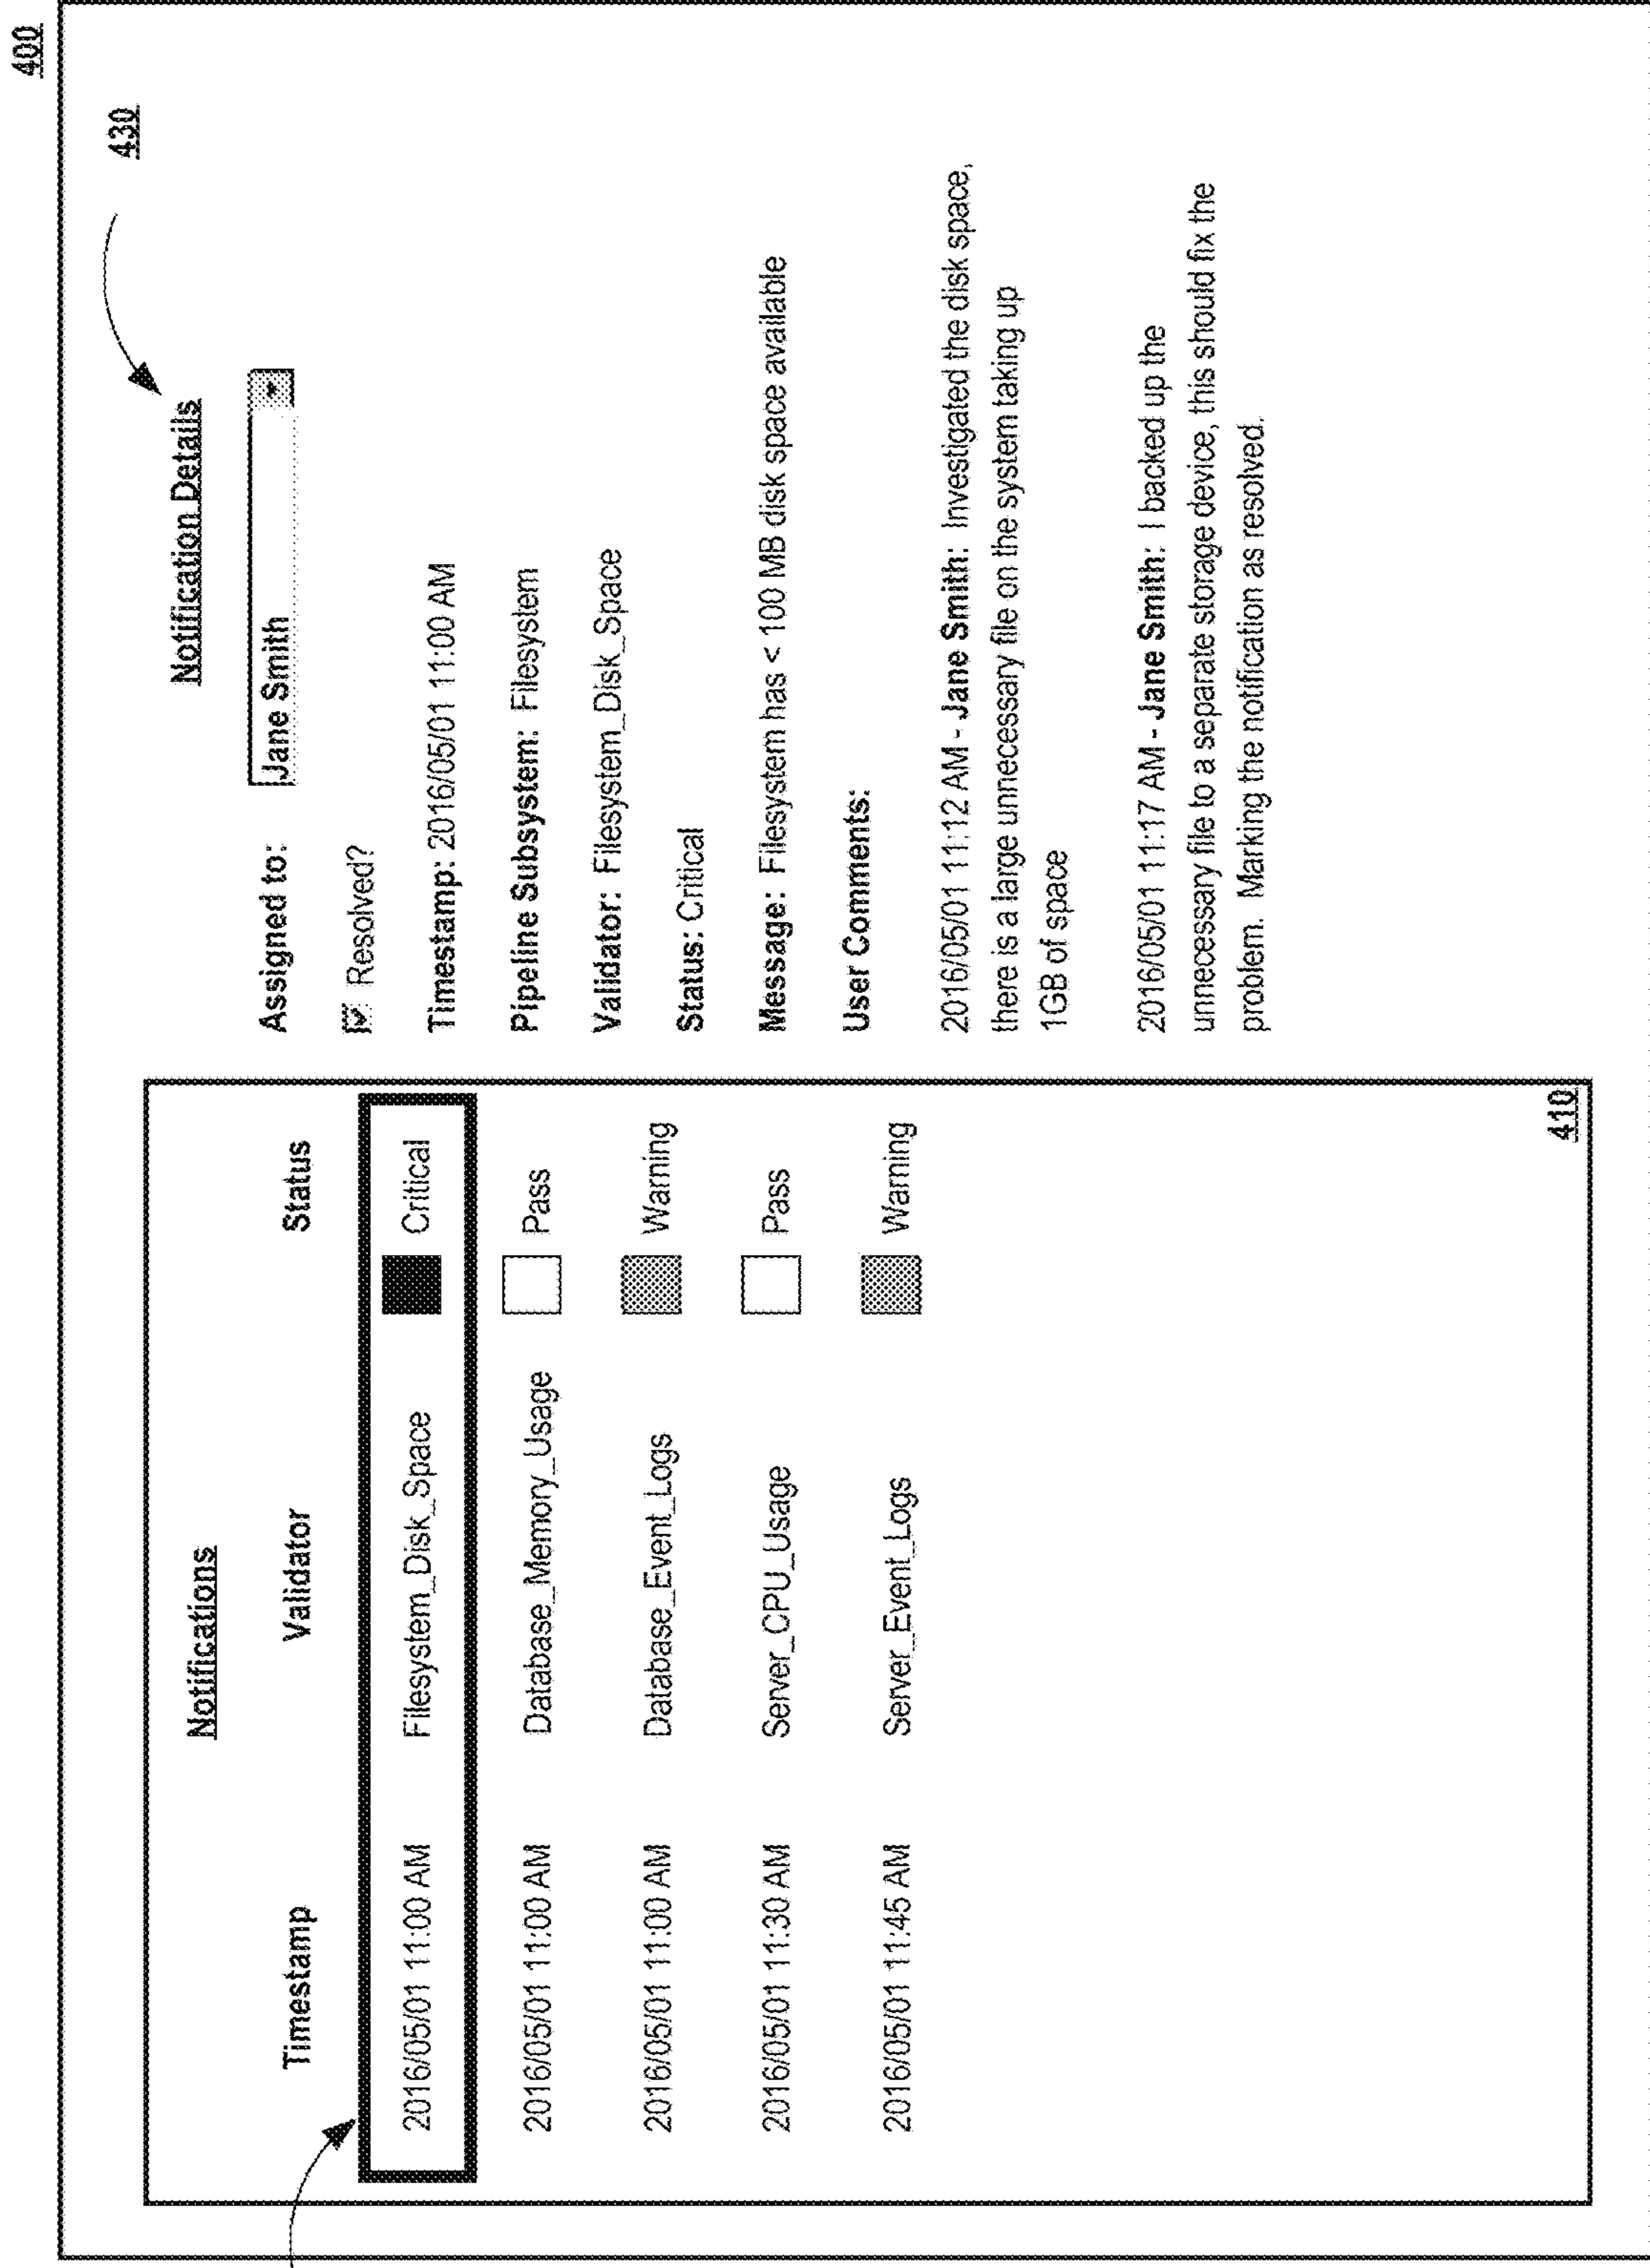 400
430
Notifications
Timestamp Validator Status
2016/05/01 11:00 AM Filesystem_Disk_Space Critical
2016/05/01 11:00 AM Database_Memory_Usage Pass
2016/05/01 11:00 AM Database_Event_Logs Warning
2016/05/01 11:30 AM Server_CPU_Usage Pass
2016/05/01 11:45 AM Server_Event_Logs Warning
410
Notification Details
Assigned to: Jane Smith
Resolved?
Timestamp: 2016/05/01 11:00 AM
Pipeline Subsystem: Filesystem
Validator: Filesystem_Disk_Space
Status: Critical
Message: Filesystem has < 100 MB disk space available
User Comments:
2016/05/01 11:12 AM - Jane Smith: Investigated the disk space,
there is a large unnecessary file on the system taking up
1GB of space
2016/05/01 11:17 AM - Jane Smith: I backed up the
unnecessary file to a separate storage device, this should fix the
problem. Marking the notification as resolved.